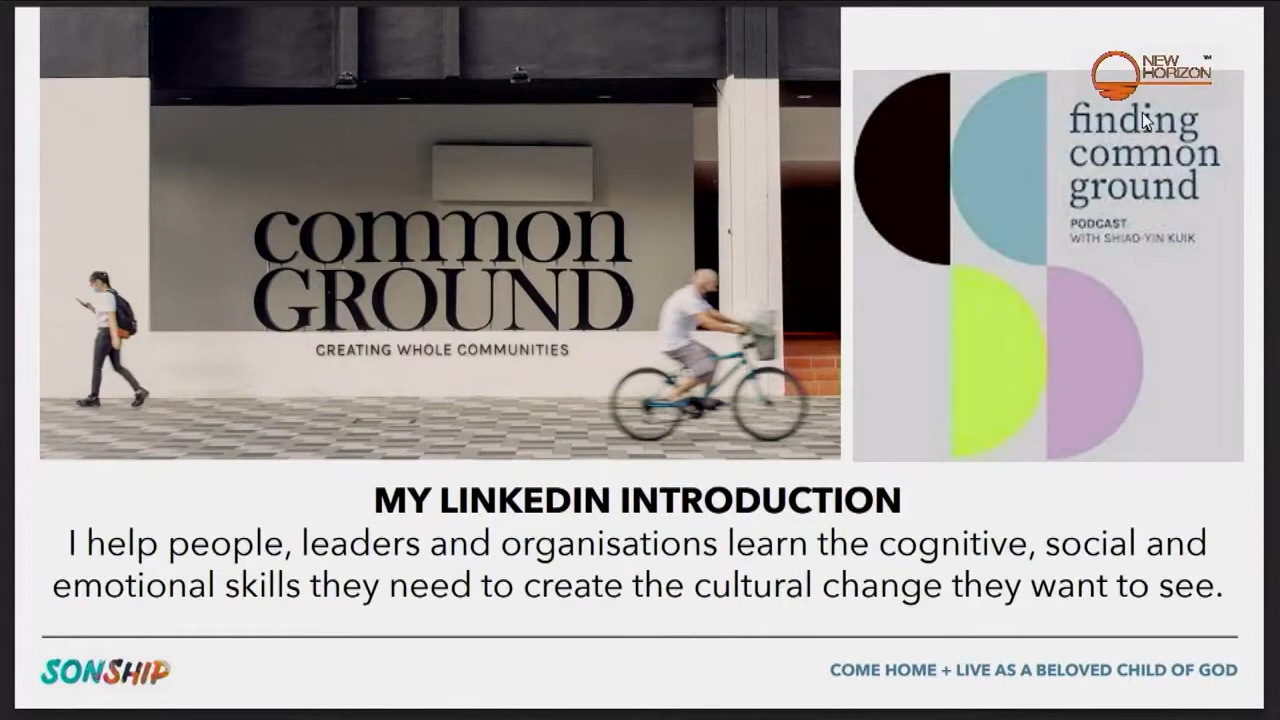 common
GROUND
CREATING WHOLE COMMUNITIES
NEW
HORIZON™
finding
common
ground
PODCAST
WITH SHIAO-YIN KUIK
MY LINKEDIN INTRODUCTION
I help people, leaders and organisations learn the cognitive, social and
emotional skills they need to create the cultural change they want to see.
SONSHIP
COME HOME + LIVE AS A BELOVED CHILD OF GOD